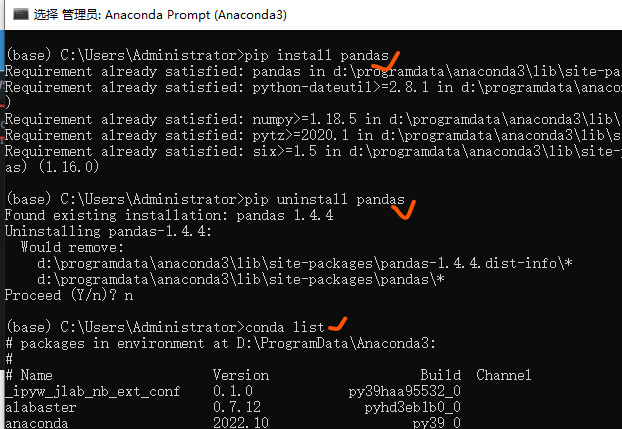 选择 管理员: Anaconda Prompt (Anaconda3)
(base) C:\Users\Administrator>pip install pandas
Requirement already satisfied: pandas in d:\programdata\anaconda3\lib\site-pa
Requirement already satisfied: python-dateutil>=2.8.1 in d:\programdata\anaco
)
Requirement already satisfied: numpy>=1.18.5 in d:\programdata\anaconda3\lib\
Requirement already satisfied: pytz>=2020.1 in d:\programdata\anaconda3\lib\s
Requirement already satisfied: six>=1.5 in d:\programdata\anaconda3\lib\site-p
as) (1.16.0)
(base) C:\Users\Administrator>pip uninstall pandas
Found existing installation: pandas 1.4.4
Uninstalling pandas-1.4.4:
Would remove:
d:\programdata\anaconda3\lib\site-packages\pandas-1.4.4.dist-info\*
d:\programdata\anaconda3\lib\site-packages\pandas\*
Proceed (Y/n)? n
(base) C:\Users\Administrator>conda list
# packages in environment at D:\ProgramData\Anaconda3:
#
# Name Version Build Channel
_ipyw_jlab_nb_ext_conf 0.1.0 py39haa95532_0
alabaster 0.7.12 pyhd3eb1b0_0
anaconda 2022.10 py39_0